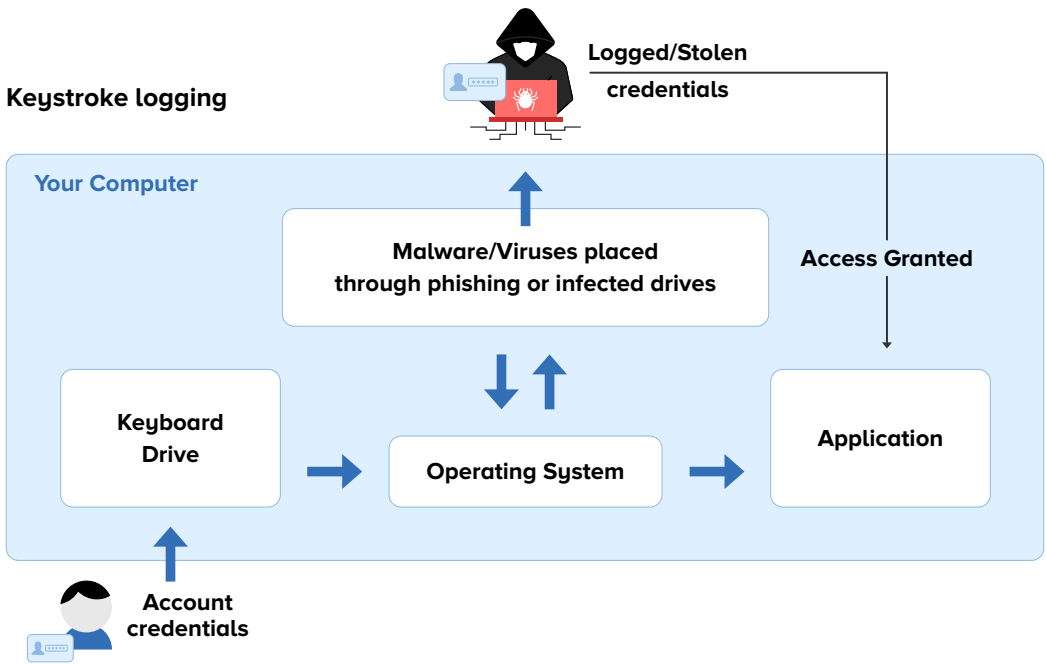 Logged/Stolen
credentials
Keystroke logging
Your Computer
Malware/Viruses placed
through phishing or infected drives
Access Granted
Keyboard
Drive
Operating System
Application
Account
credentials